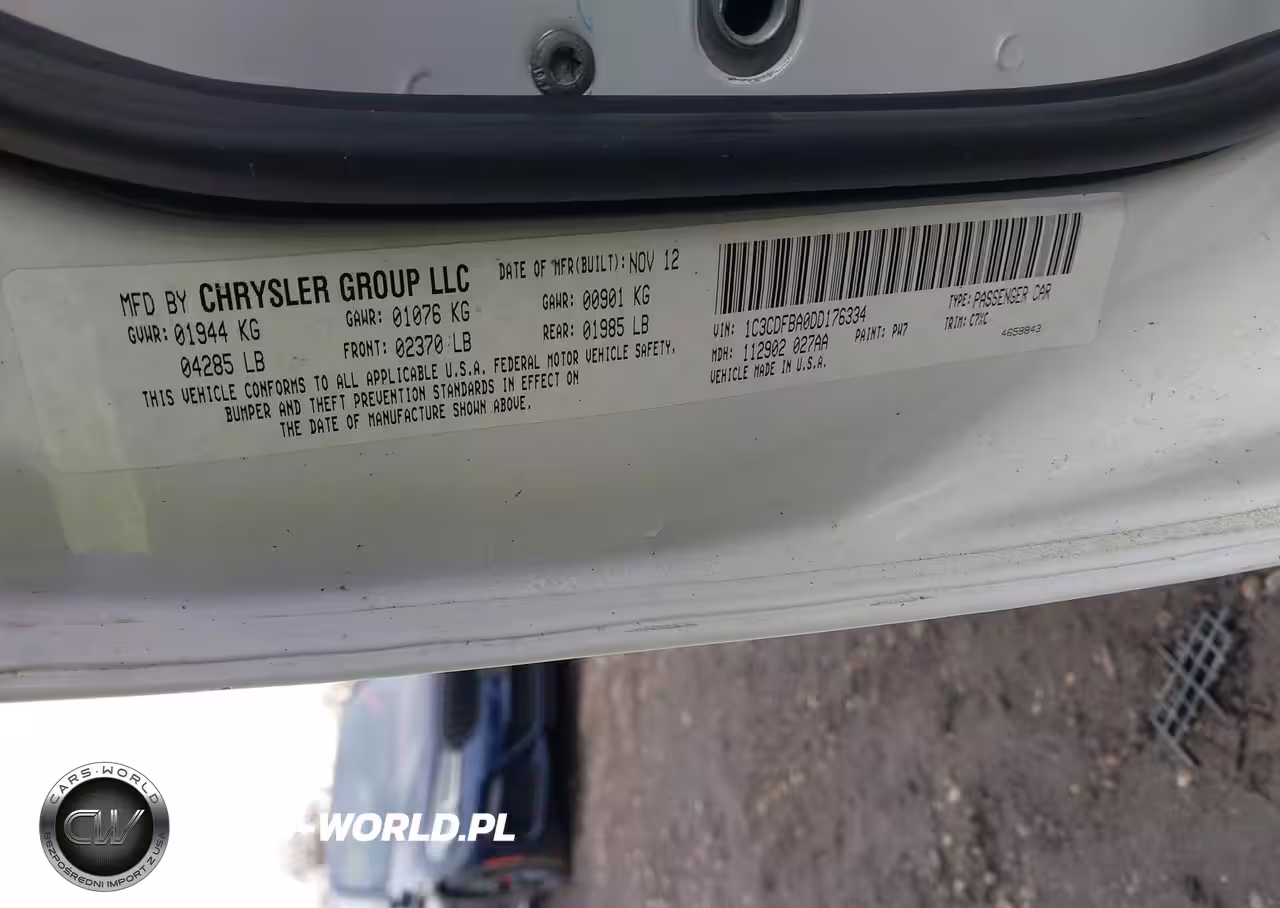 MFD BY CHRYSLER GROUP LLC DATE OF MFR(BUILT): NOV 12
GVWR: 01944 KG GAWR: 01076 KG GAWR: 00901 KG
04285 LB FRONT: 02370 LB REAR: 01985 LB
THIS VEHICLE CONFORMS TO ALL APPLICABLE U.S.A. FEDERAL MOTOR VEHICLE SAFETY,
BUMPER AND THEFT PREVENTION STANDARDS IN EFFECT ON
THE DATE OF MANUFACTURE SHOWN ABOVE.
VIN: 1C3CDFBA0DD176334 TYPE: PASSENGER CAR
MDH: 112902 027AA PAINT: PW7 TRIM: C7XC
VEHICLE MADE IN U.S.A. 4658843
CARS-WORLD
CW
BEZPOŚREDNI IMPORT Z USA
-WORLD.PL